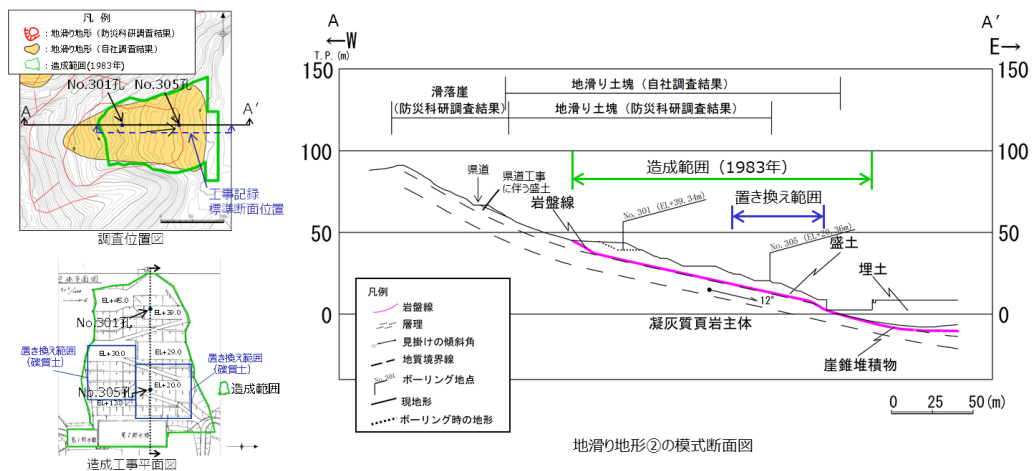 凡 例
：地滑り地形（防災科研調査結果）
：地滑り地形（自社調査結果）
：造成範囲(1983年)
No.301孔 No.305孔
A
A′
工事記録
標準断面位置
調査位置図
EL+45.0
No.301孔
EL+39.0
置き換え範囲
(礫質土)
EL+30.0
EL+29.0
置き換え範囲
(礫質土)
No.305孔
EL+20.0
EL+13.0
造成範囲
造成工事平面図
A
A′
←W
E→
T.P.(m)
(m)
150
150
地滑り土塊（自社調査結果）
滑落崖
(防災科研調査結果)
地滑り土塊（防災科研調査結果）
100
100
造成範囲（1983年）
県道
県道工事
に伴う盛土
岩盤線
No.301 (EL+39.34m)
置き換え範囲
50
50
盛土
埋土
12°
0
0
凝灰質頁岩主体
崖錐堆積物
凡例
岩盤線
層理
見掛けの傾斜角
地質境界線
No.301
ボーリング地点
現地形
ボーリング時の地形
0 25 50(m)
地滑り地形②の模式断面図